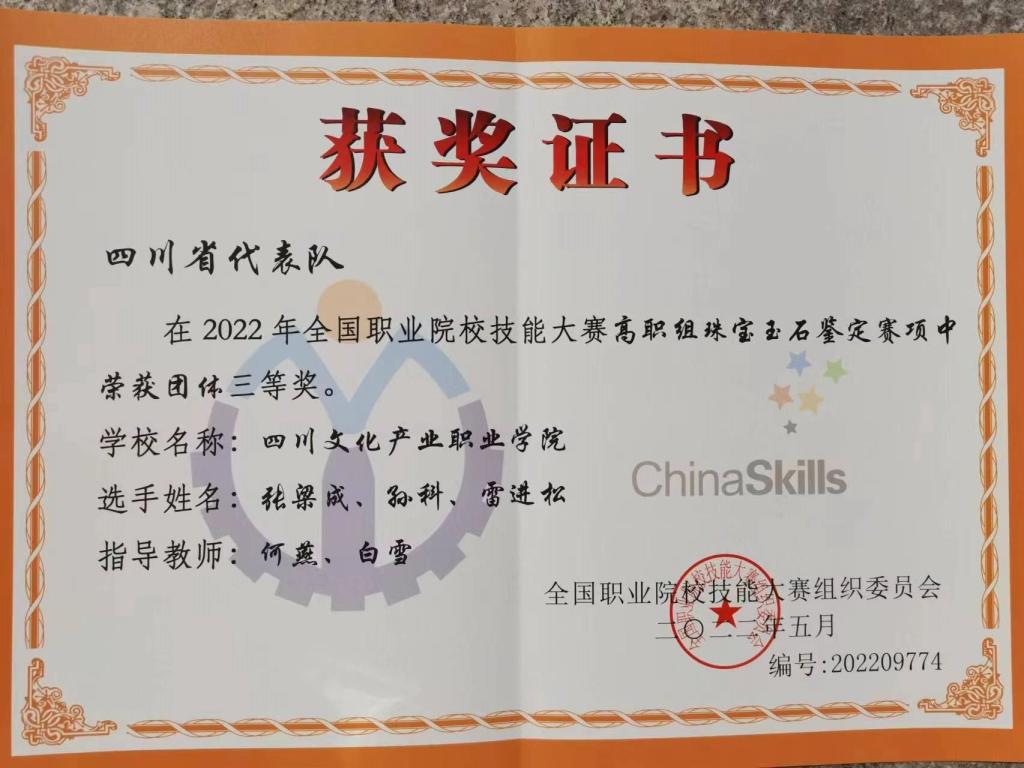 获奖证书
四川省代表队
在2022年全国职业院校技能大赛高职组珠宝玉石鉴定赛项中
荣获团体三等奖。
学校名称：四川文化产业职业学院
选手姓名：张梁成、孙科、雷进松
指导教师：何燕、白雪
ChinaSkills
全国职业院校技能大赛组织委员会
二〇二二年五月
编号:202209774